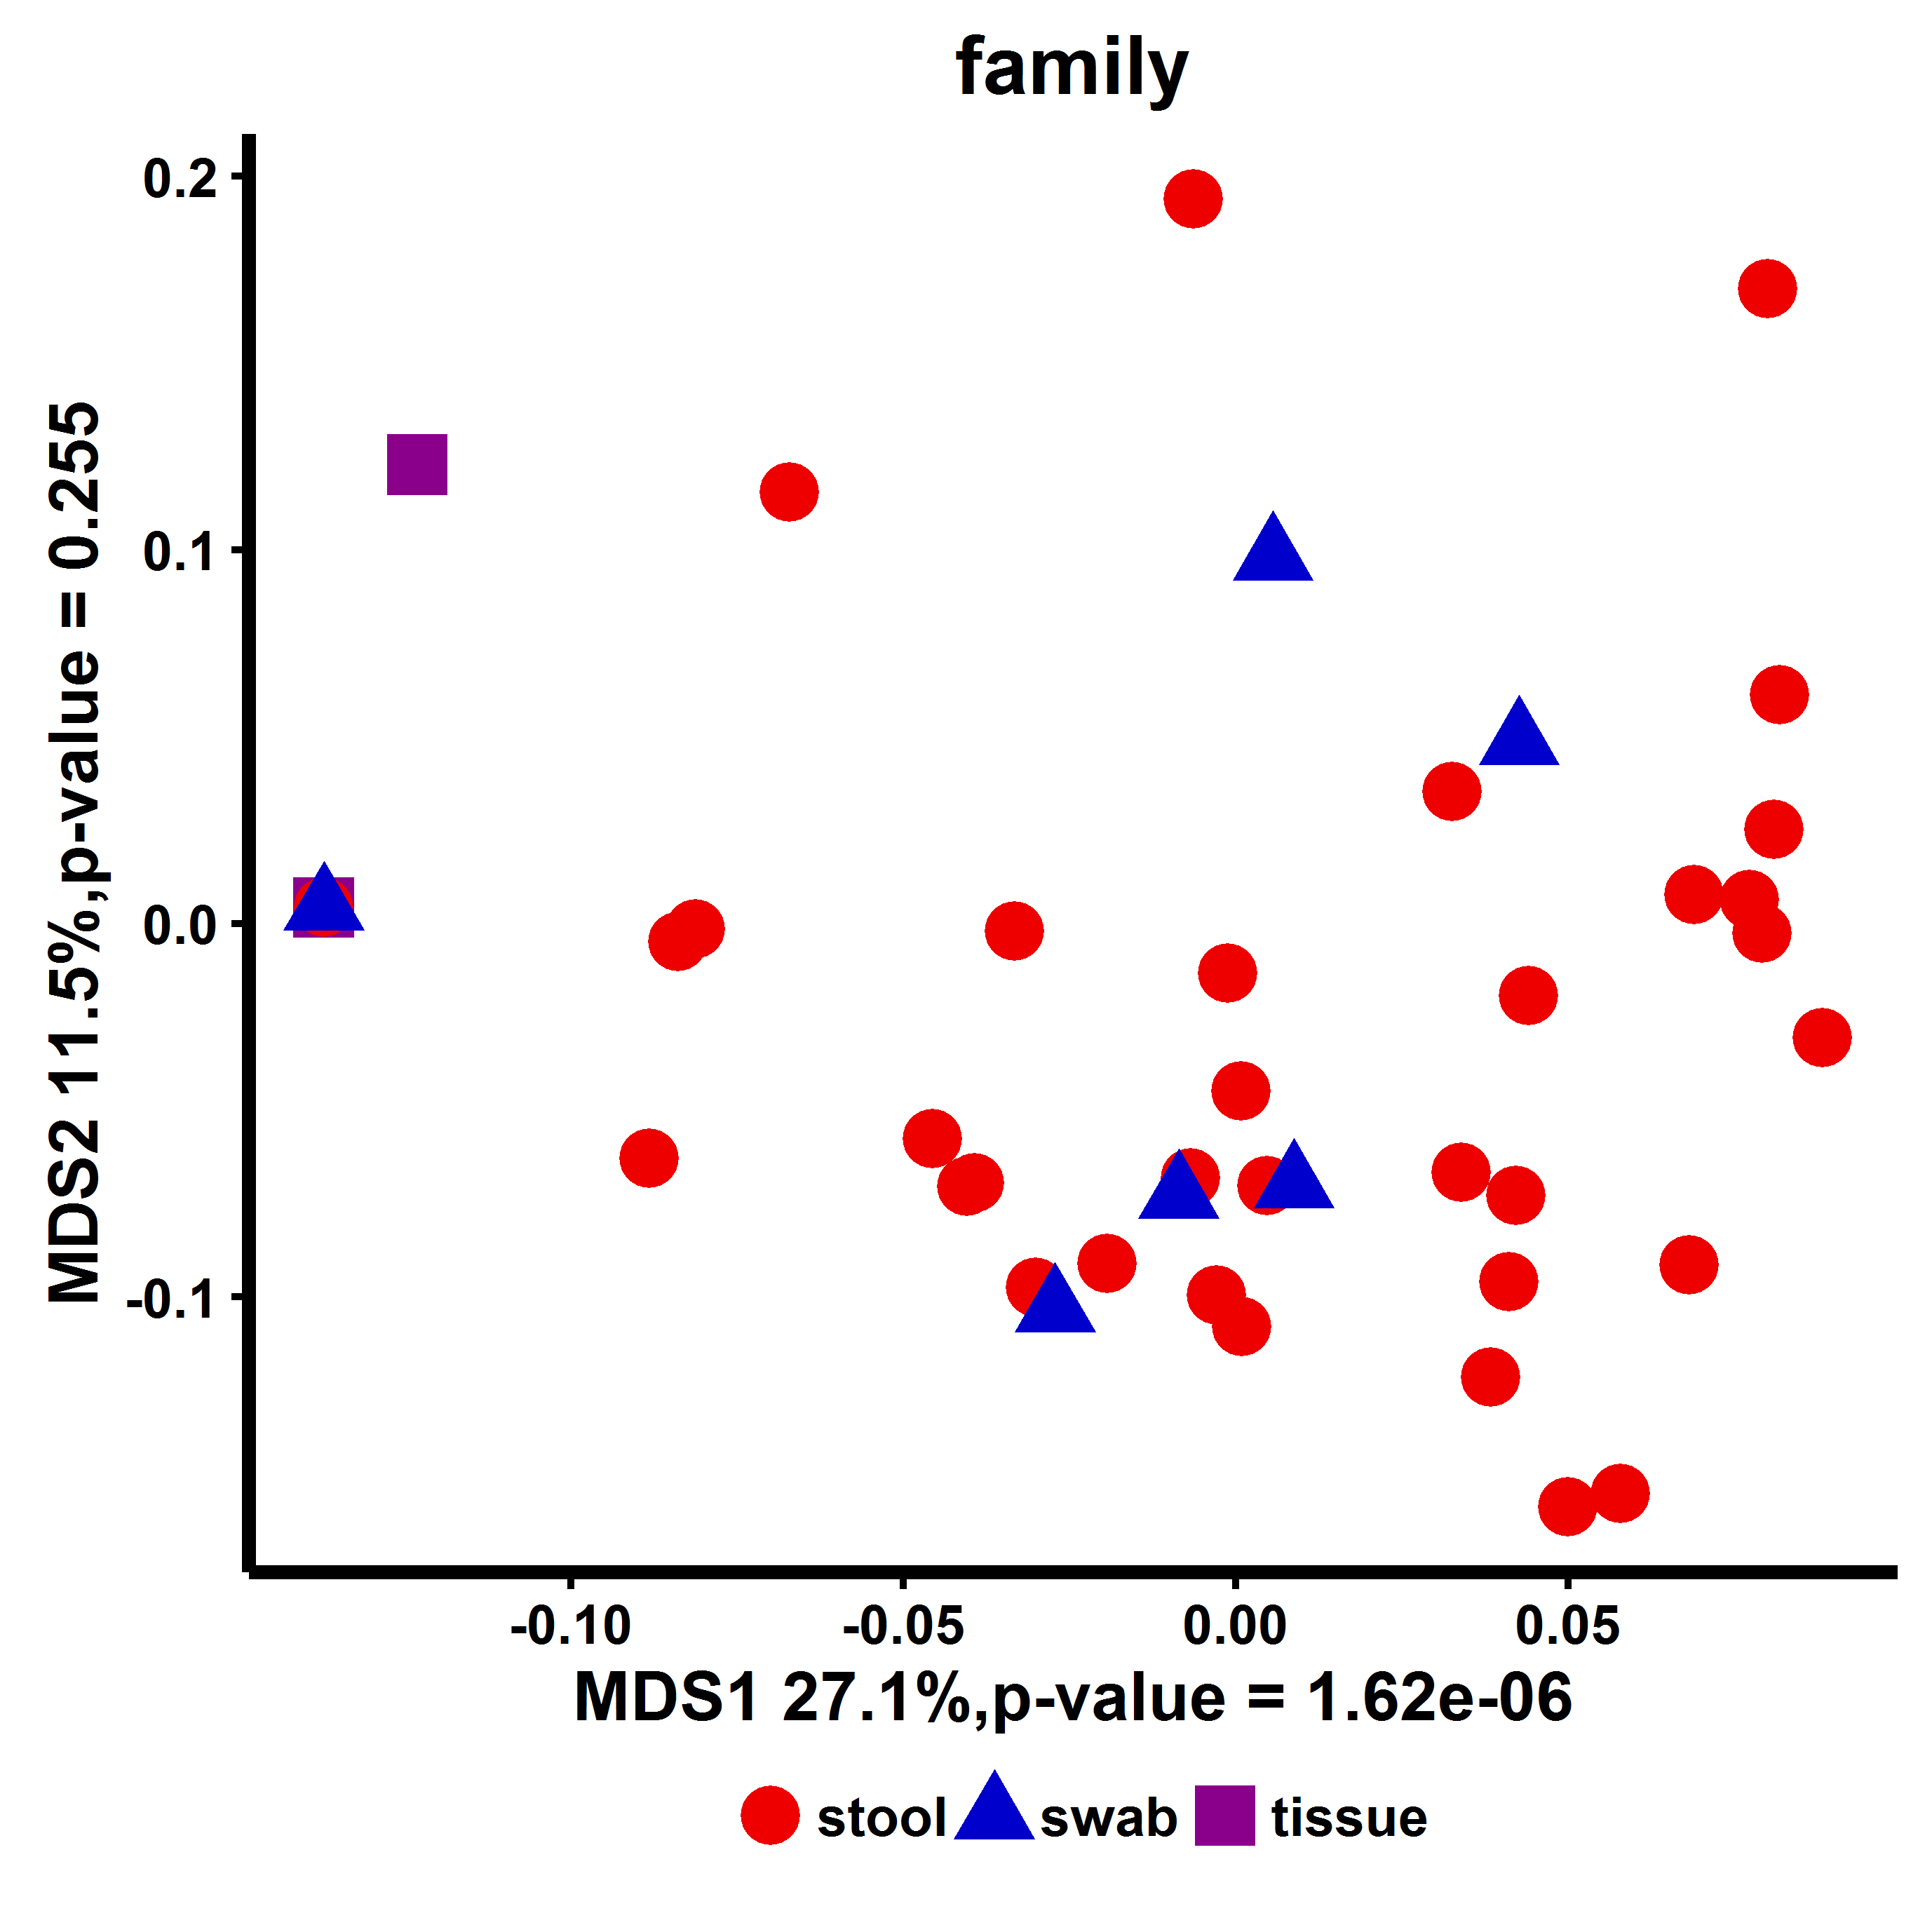 family
0.2
0.1
0.0
-0.1
MDS2 11.5%,p-value = 0.255
-0.10 -0.05 0.00 0.05
MDS1 27.1%,p-value = 1.62e-06
stool swab tissue